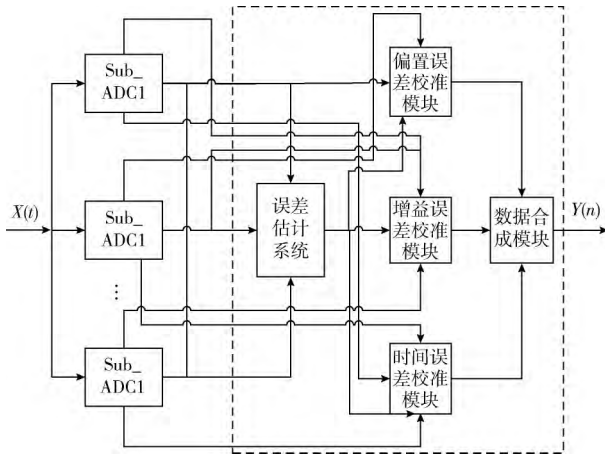 X(t)
Sub_
ADC1
Sub_
ADC1
⋮
Sub_
ADC1
误差
估计
系统
偏置误
差校准
模块
增益误
差校准
模块
时间误
差校准
模块
数据合
成模块
Y(n)